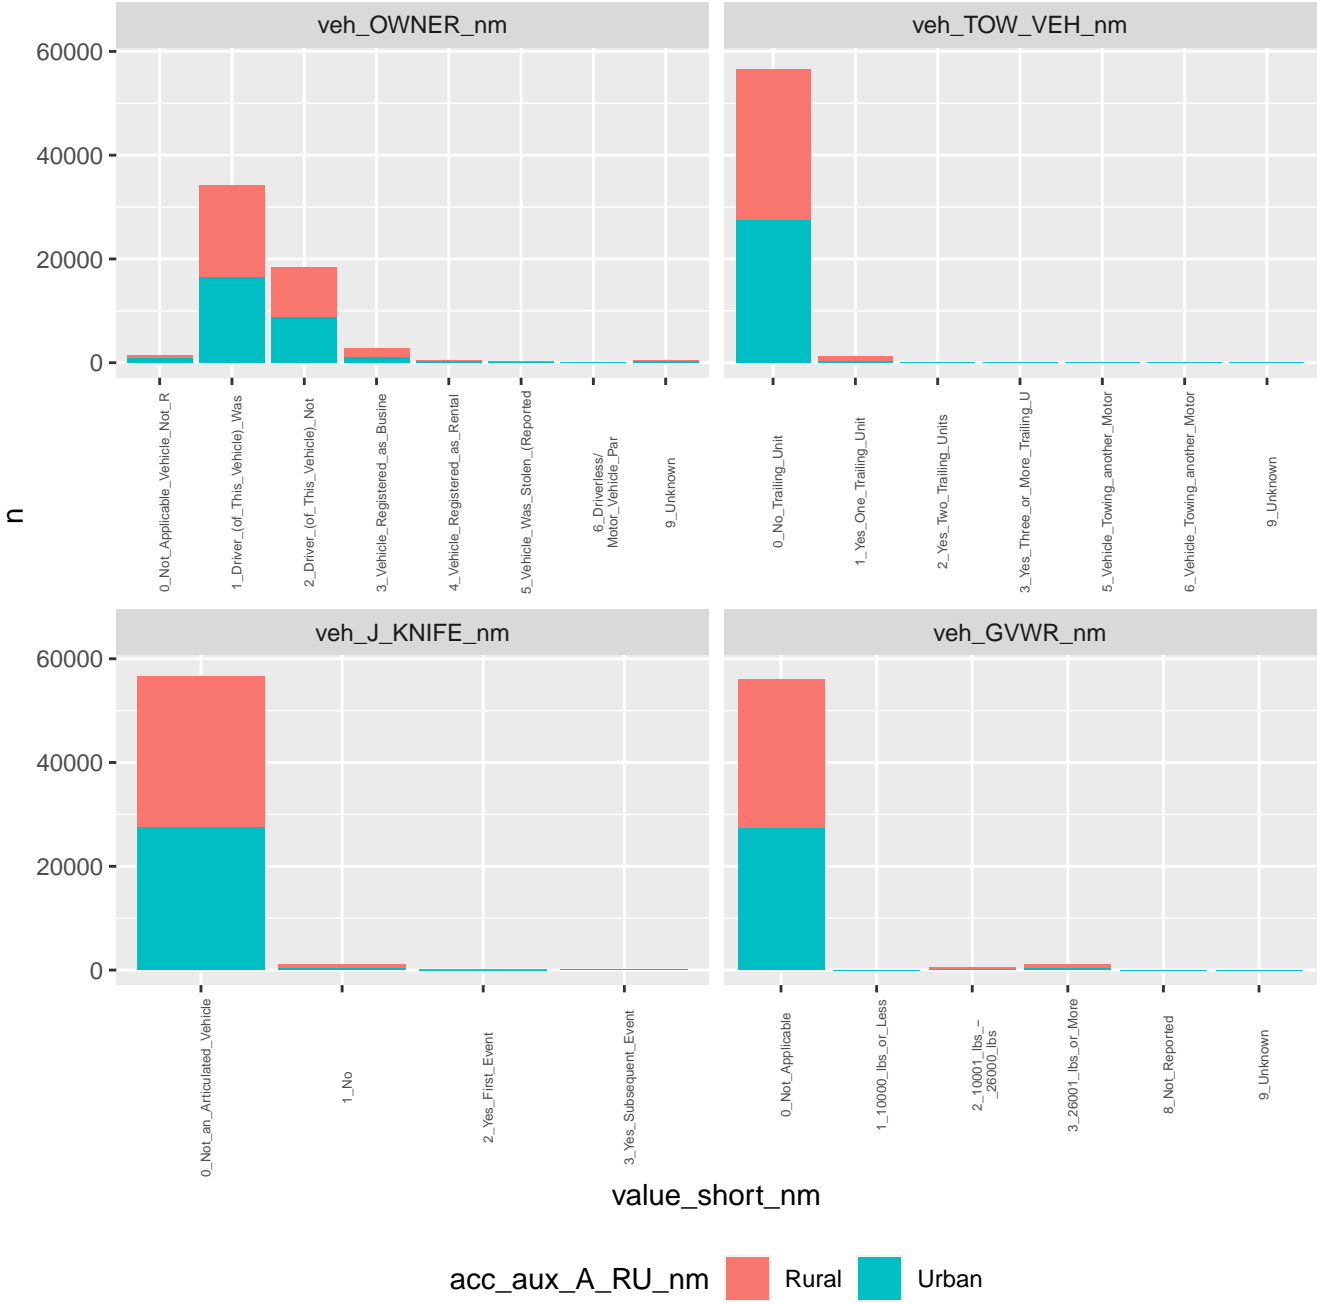 veh_OWNER_nm
veh_TOW_VEH_nm
60000
40000
20000
0
0_Not_Applicable_Vehicle_Not_R
1_Driver_(of_This_Vehicle)_Was
2_Driver_(of_This_Vehicle)_Not
3_Vehicle_Registered_as_Busine
4_Vehicle_Registered_as_Rental
5_Vehicle_Was_Stolen_(Reported
6_Driverless/
Motor_Vehicle_Par
9_Unknown
0_No_Trailing_Unit
1_Yes_One_Trailing_Unit
2_Yes_Two_Trailing_Units
3_Yes_Three_or_More_Trailing_U
5_Vehicle_Towing_another_Motor
6_Vehicle_Towing_another_Motor
9_Unknown
n
veh_J_KNIFE_nm
veh_GVWR_nm
60000
40000
20000
0
0_Not_an_Articulated_Vehicle
1_No
2_Yes_First_Event
3_Yes_Subsequent_Event
0_Not_Applicable
1_10000_lbs_or_Less
2_10001_lbs_–
_26000_lbs
3_26001_lbs_or_More
8_Not_Reported
9_Unknown
value_short_nm
acc_aux_A_RU_nm
Rural
Urban